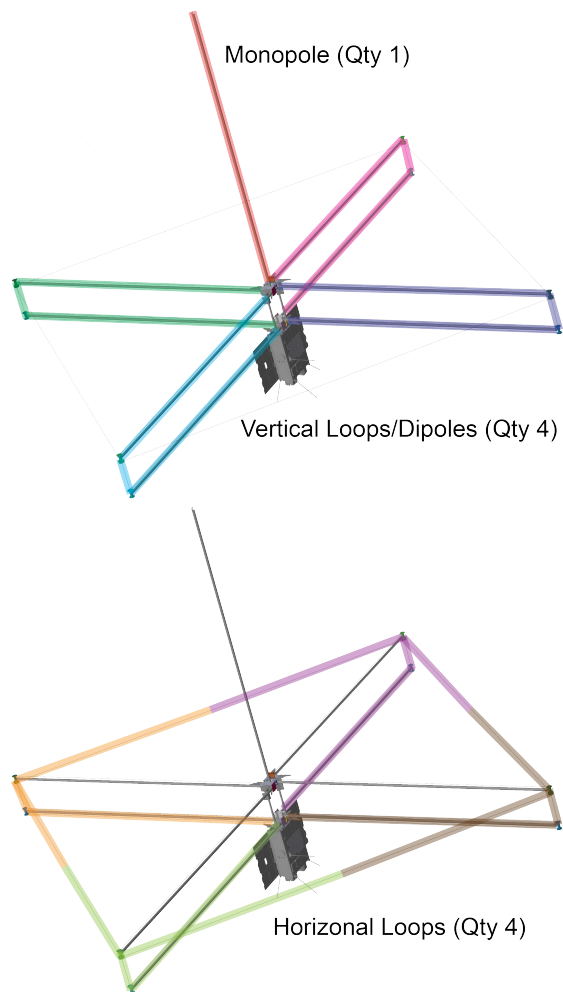 Monopole (Qty 1)
Vertical Loops/Dipoles (Qty 4)
Horizonal Loops (Qty 4)